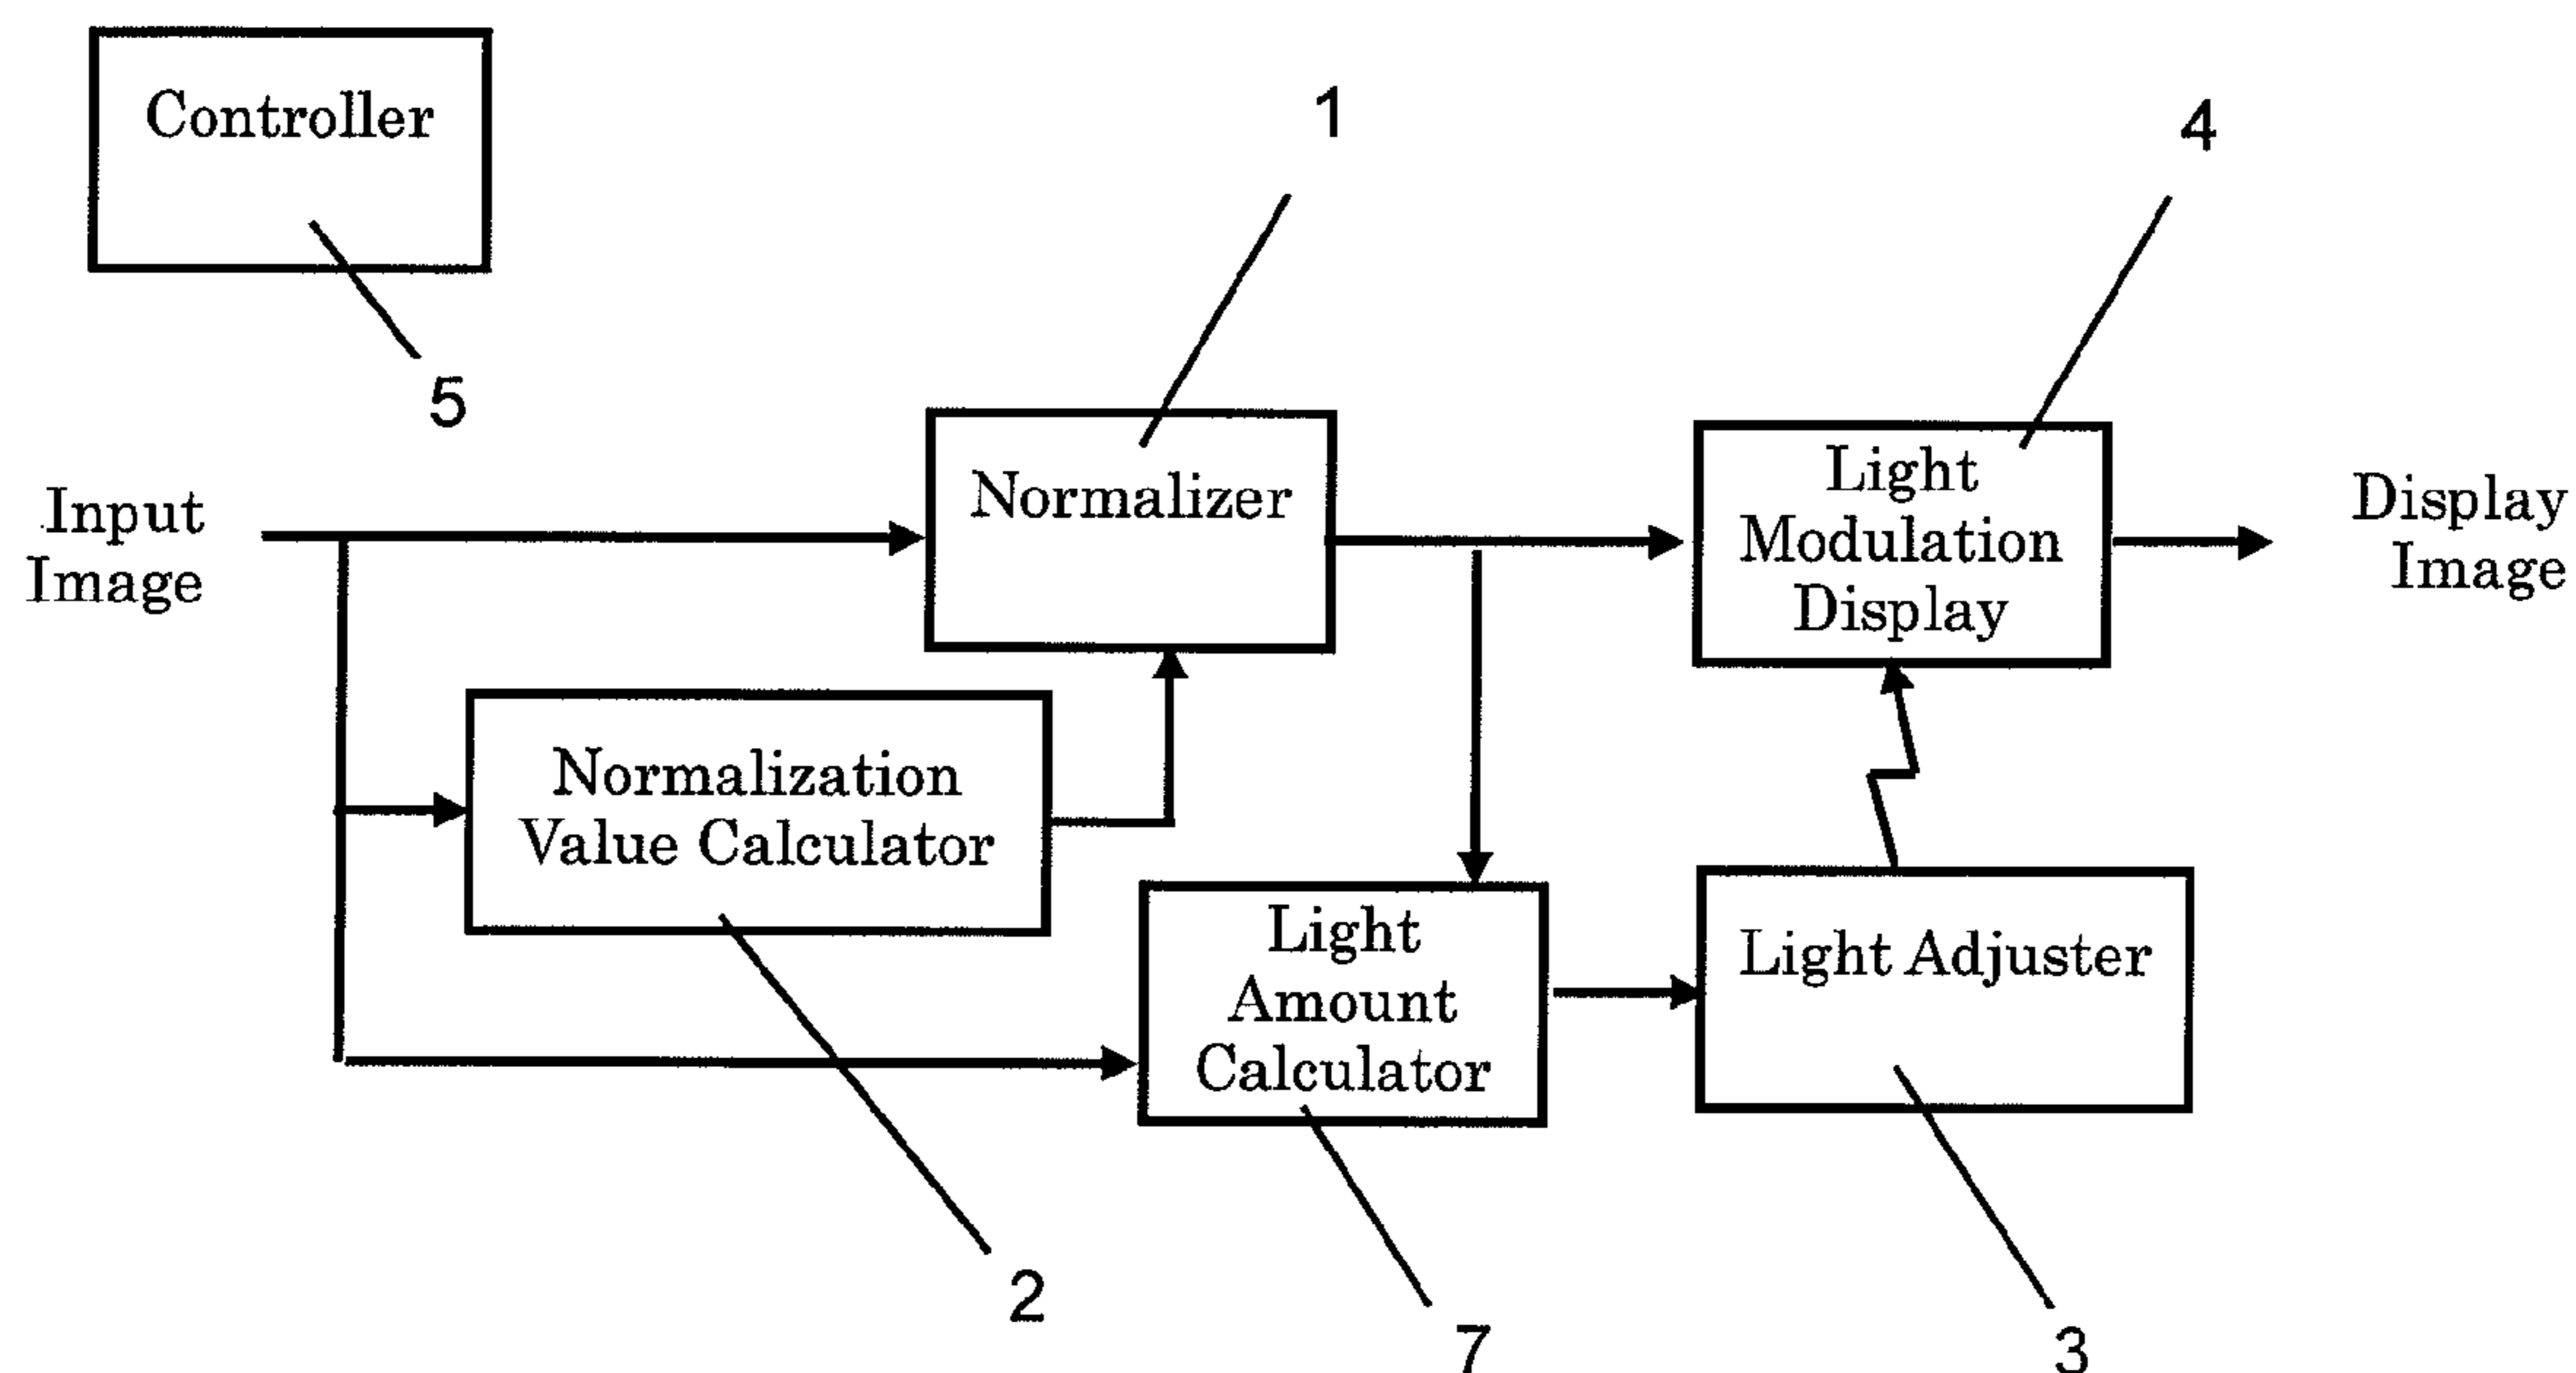 Controller
5
1
4
Input
Image
Normalizer
Light
Modulation
Display
Display
Image
Normalization
Value Calculator
Light
Amount
Calculator
Light Adjuster
2
7
3